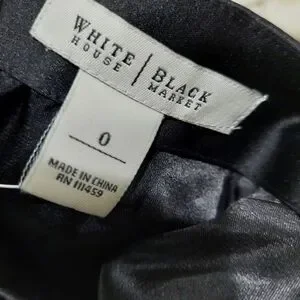 WHITE | BLACK
HOUSE | MARKET
0
MADE IN CHINA
RN 111459